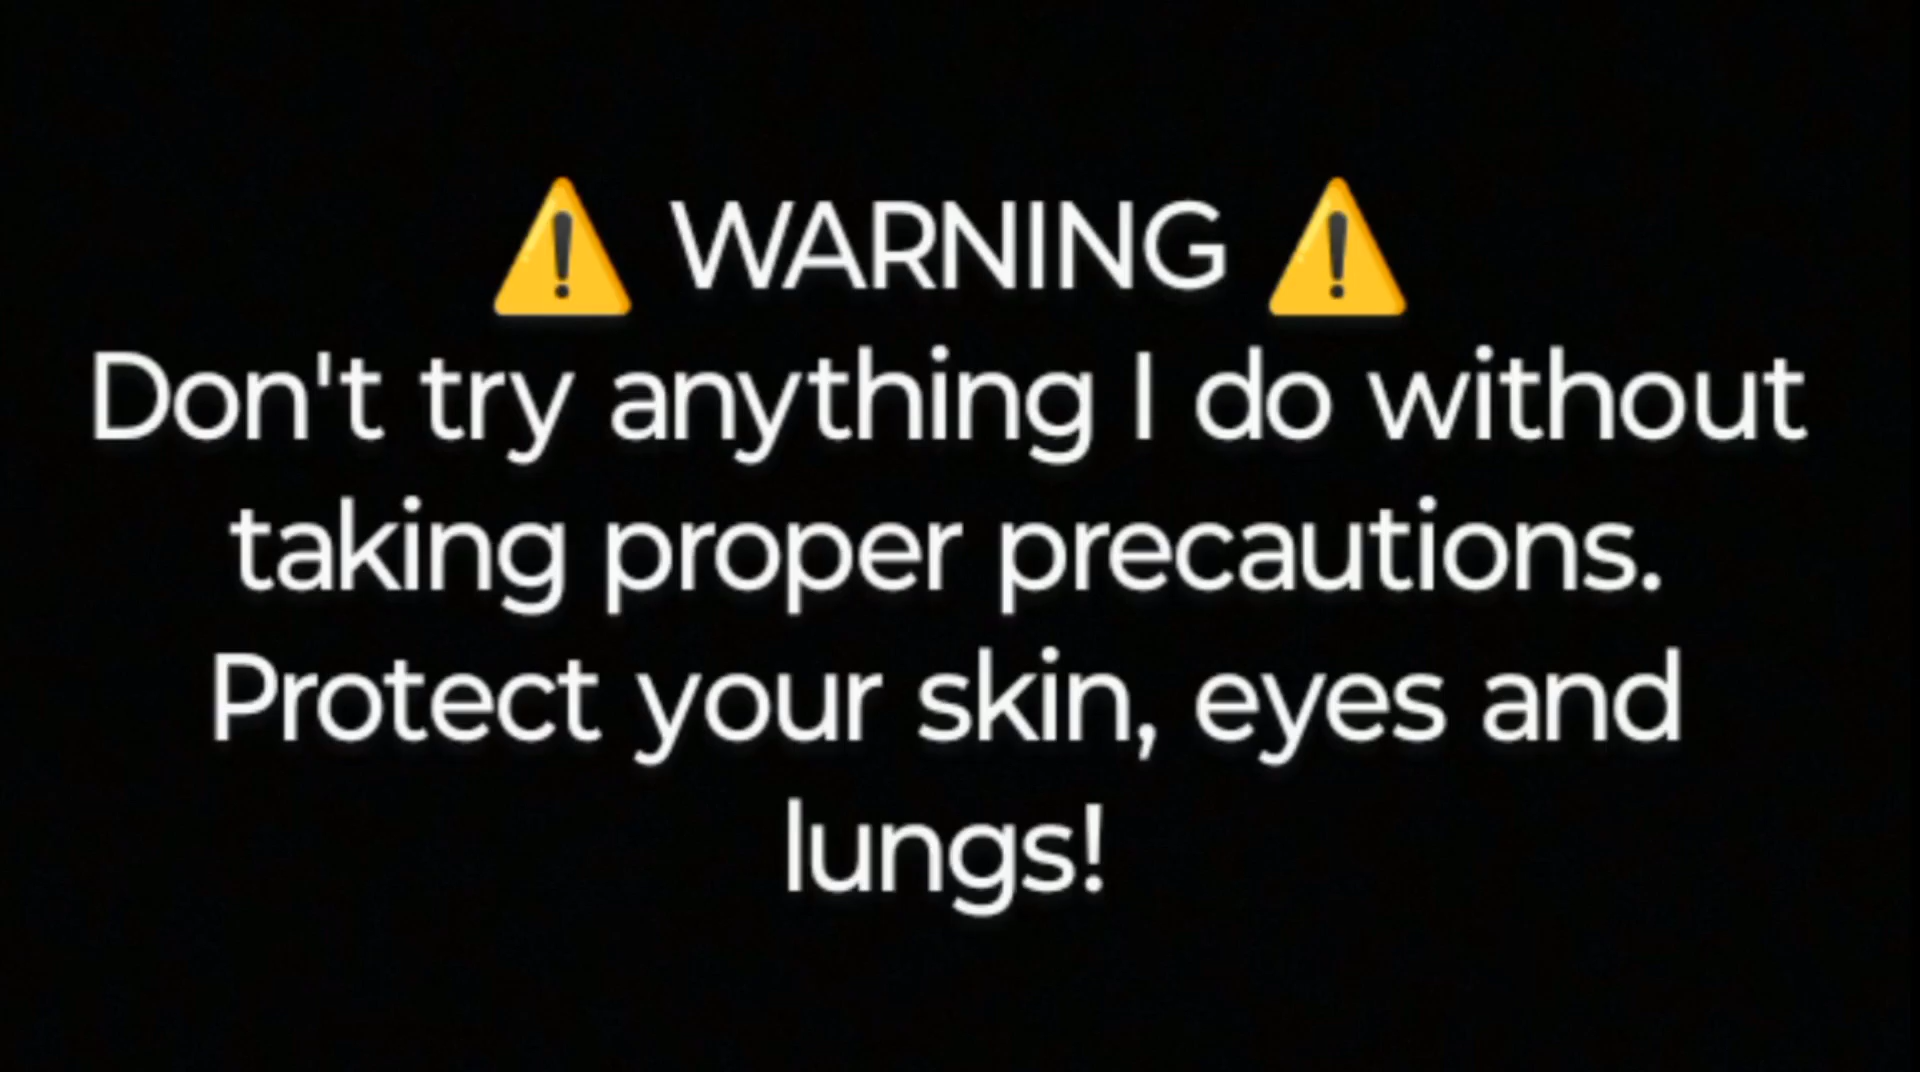 ⚠️ WARNING ⚠️
Don't try anything I do without
taking proper precautions.
Protect your skin, eyes and
lungs!